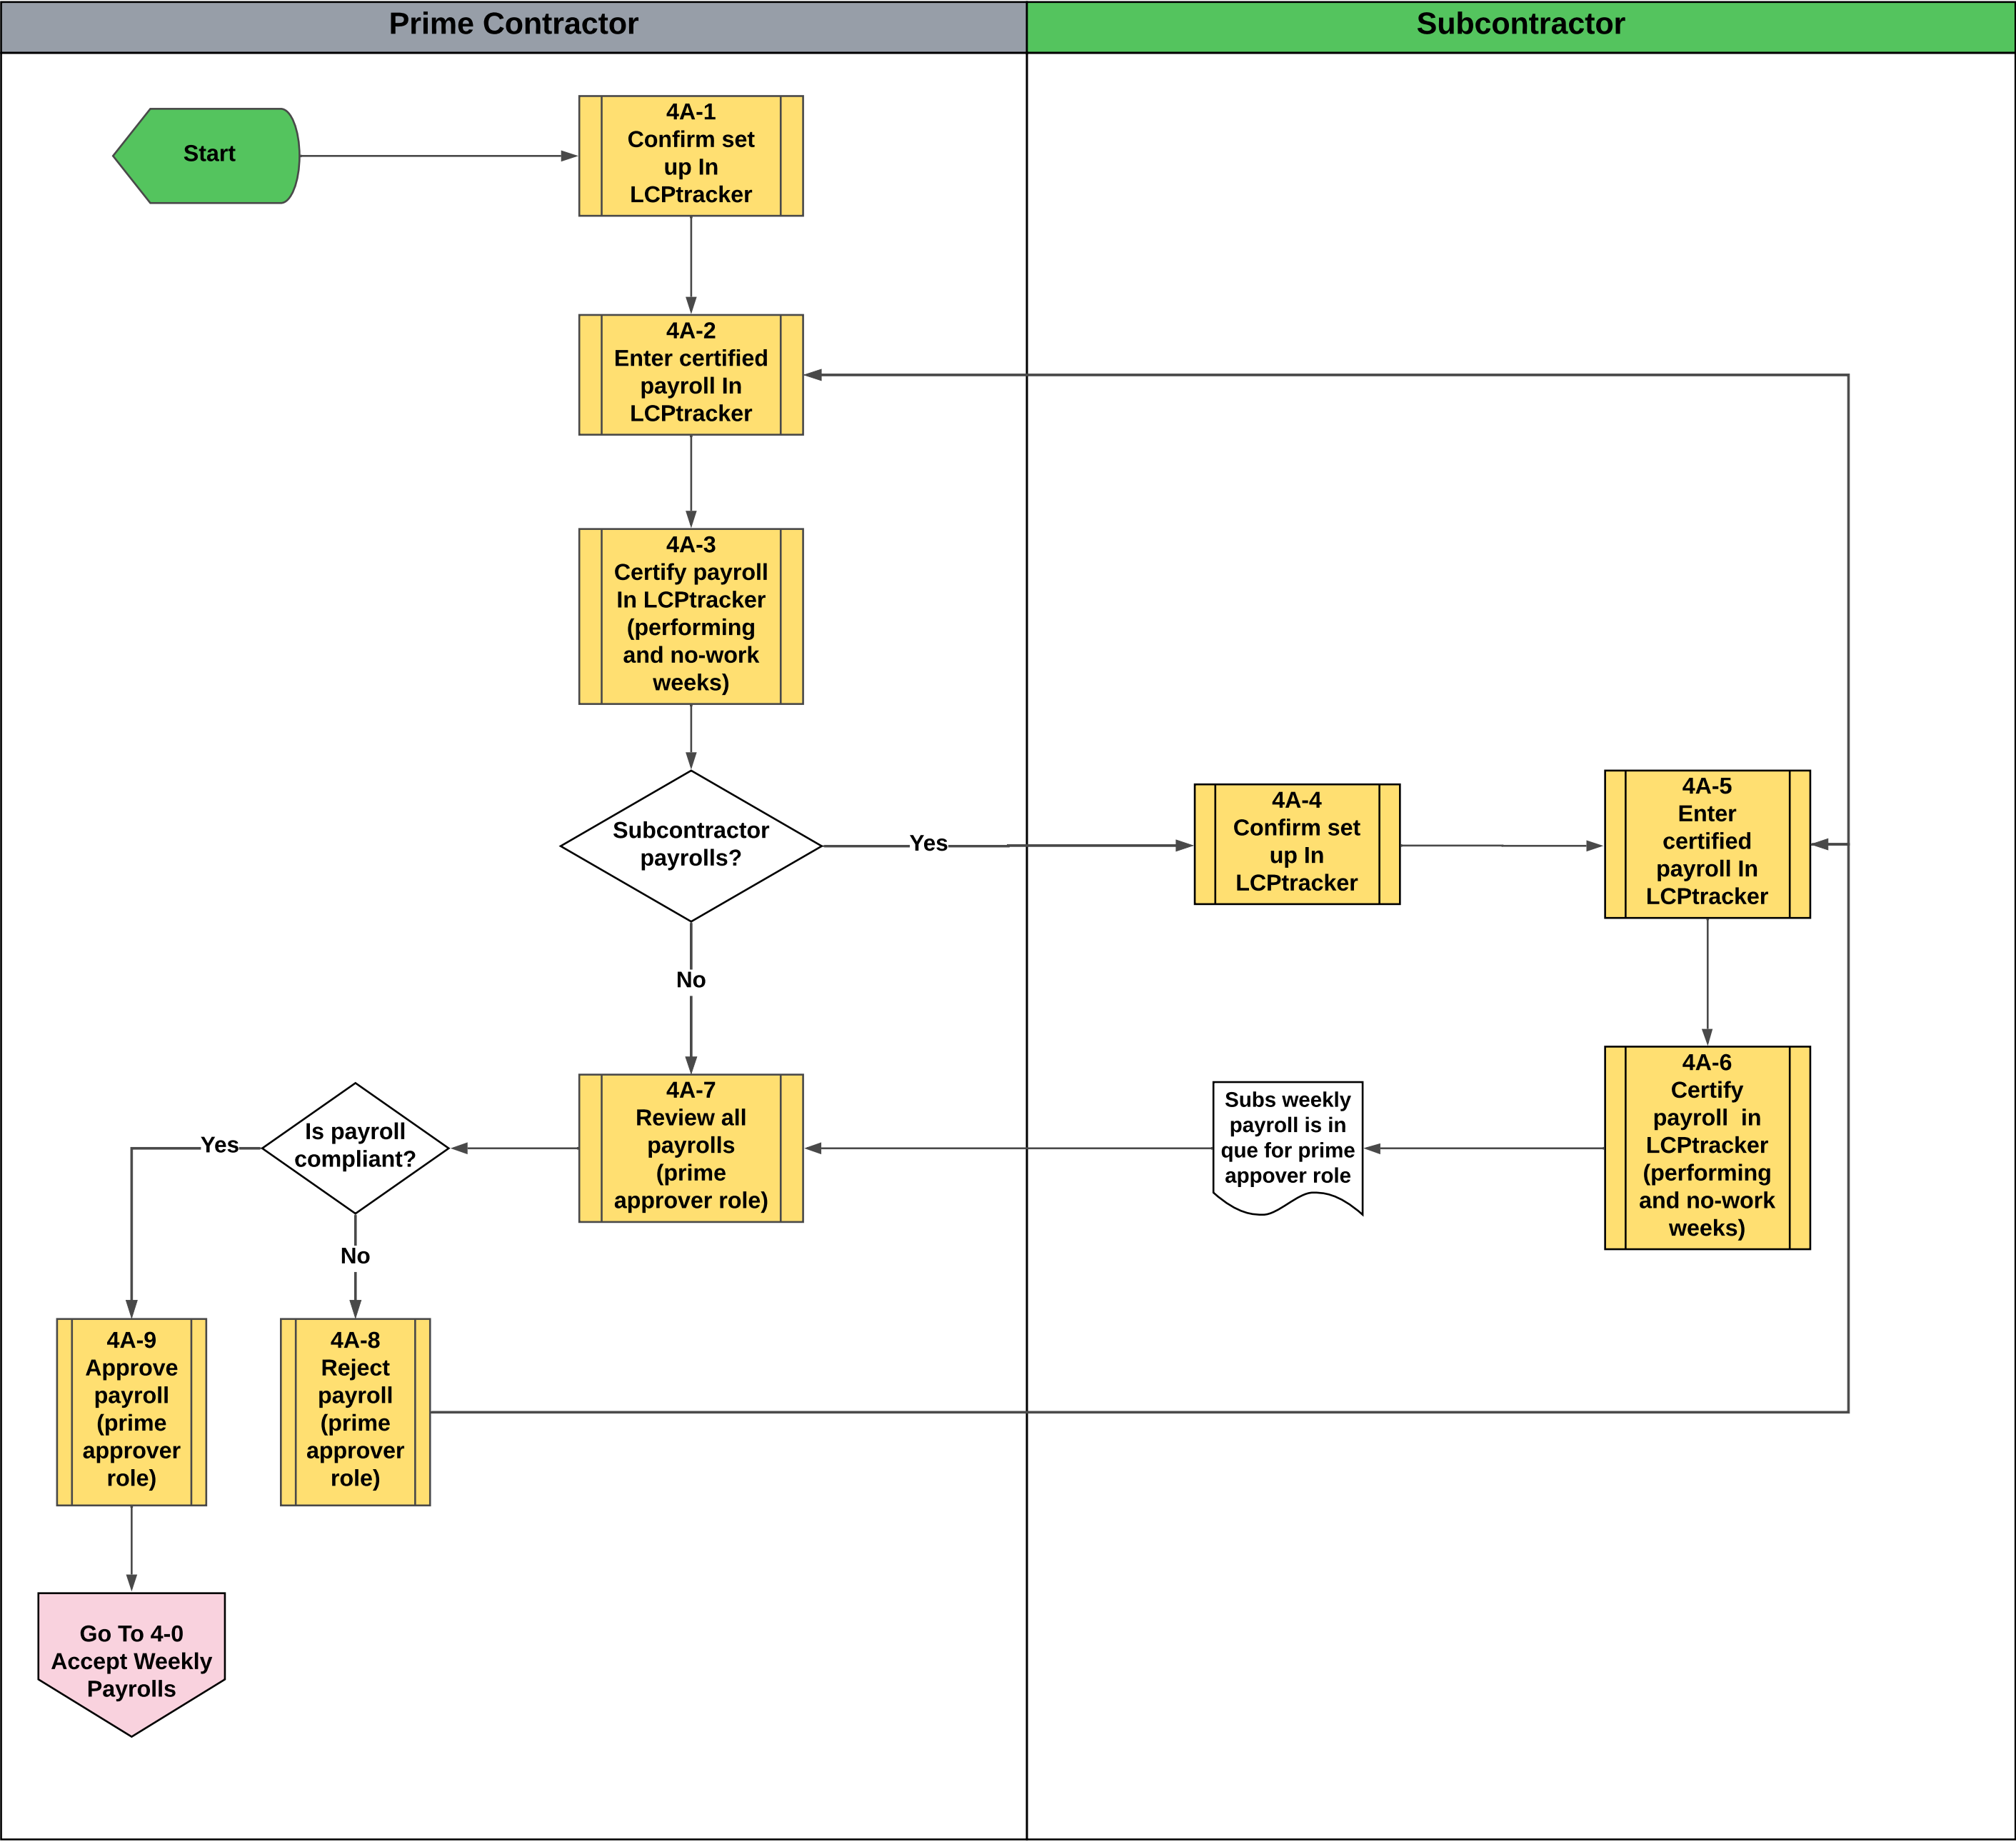 Prime Contractor
Subcontractor
Start
4A-1
Confirm set
up In
LCPtracker
4A-2
Enter certified
payroll In
LCPtracker
4A-3
Certify payroll
In LCPtracker
(performing
and no-work
weeks)
Subcontractor
payrolls?
Yes
4A-4
Confirm set
up In
LCPtracker
4A-5
Enter
certified
payroll In
LCPtracker
No
4A-6
Certify
payroll  in
LCPtracker
(performing
and no-work
weeks)
Subs weekly
payroll is in
que for prime
appover role
4A-7
Review all
payrolls
(prime
approver role)
Is payroll
compliant?
Yes
No
4A-9
Approve
payroll
(prime
approver
role)
4A-8
Reject
payroll
(prime
approver
role)
Go To 4-0
Accept Weekly
Payrolls